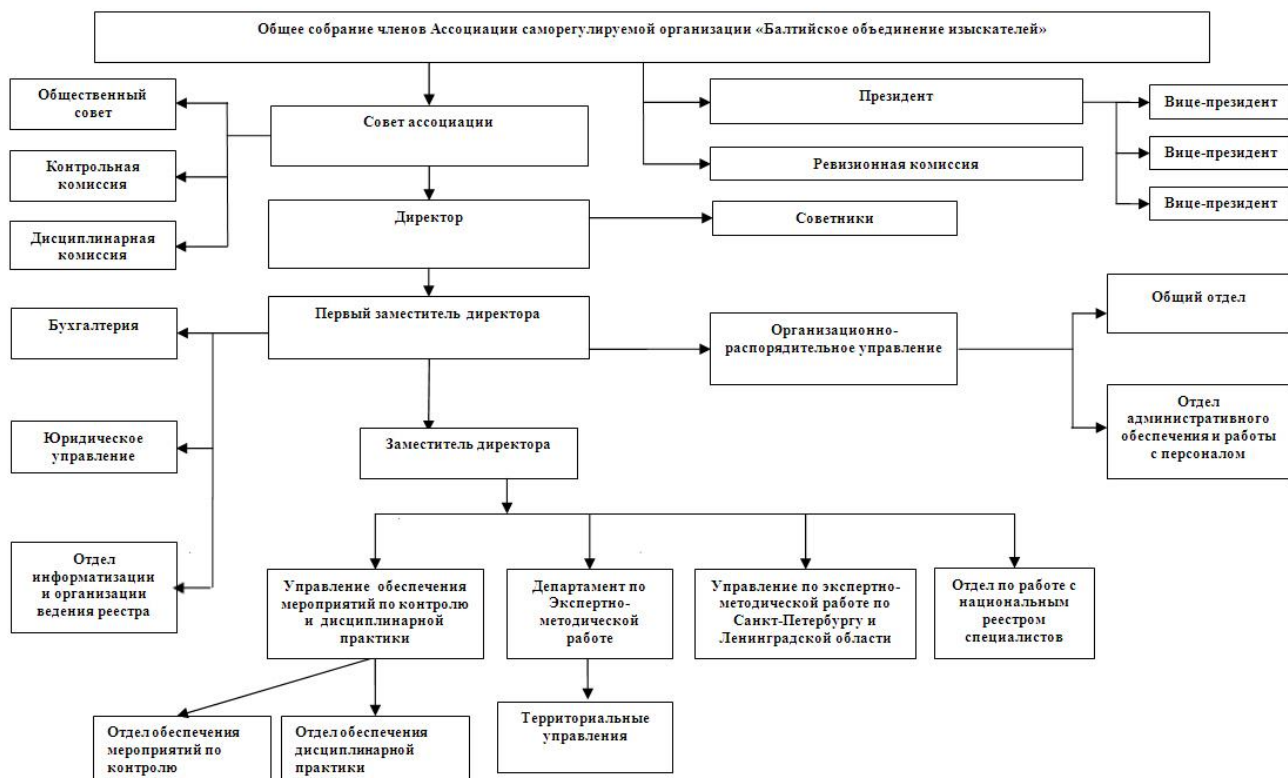 Общее собрание членов Ассоциации саморегулируемой организации «Балтийское объединение изыскателей»
Общественный
совет
Совет ассоциации
Президент
Вице-президент
Контрольная
комиссия
Ревизионная комиссия
Вице-президент
Вице-президент
Дисциплинарная
комиссия
Директор
Советники
Бухгалтерия
Первый заместитель директора
Организационно-
распорядительное управление
Общий отдел
Юридическое
управление
Заместитель директора
Отдел
административного
обеспечения и работы
с персоналом
Отдел
информатизации
и организации
ведения реестра
Управление обеспечения
мероприятий по контролю
и дисциплинарной
практики
Департамент по
Экспертно-
методической
работе
Управление по экспертно-
методической работе по
Санкт-Петербургу и
Ленинградской области
Отдел по работе с
национальным
реестром
специалистов
Отдел обеспечения
мероприятий по
контролю
Отдел обеспечения
дисциплинарной
практики
Территориальные
управления